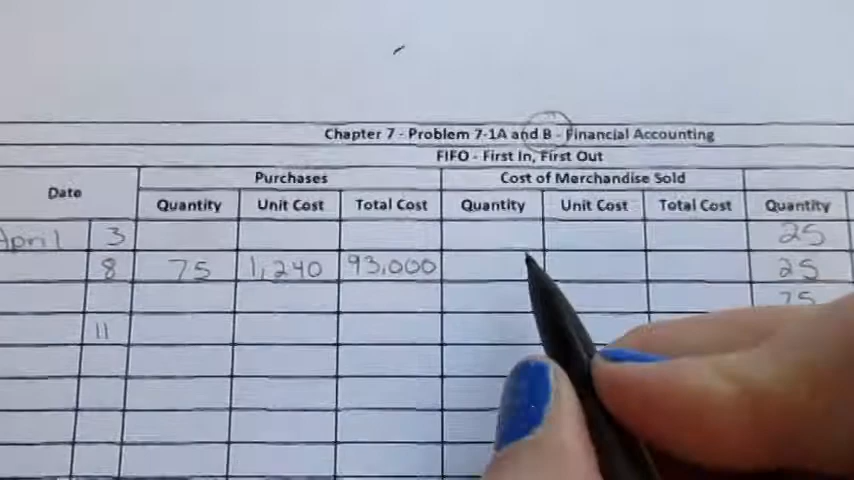 Chapter 7 - Problem 7-1A and B - Financial Accounting
FIFO - First In, First Out
Date Purchases Cost of Merchandise Sold
Quantity Unit Cost Total Cost Quantity Unit Cost Total Cost Quantity
April 3 25
8 75 1,240 93,000 25
75
11